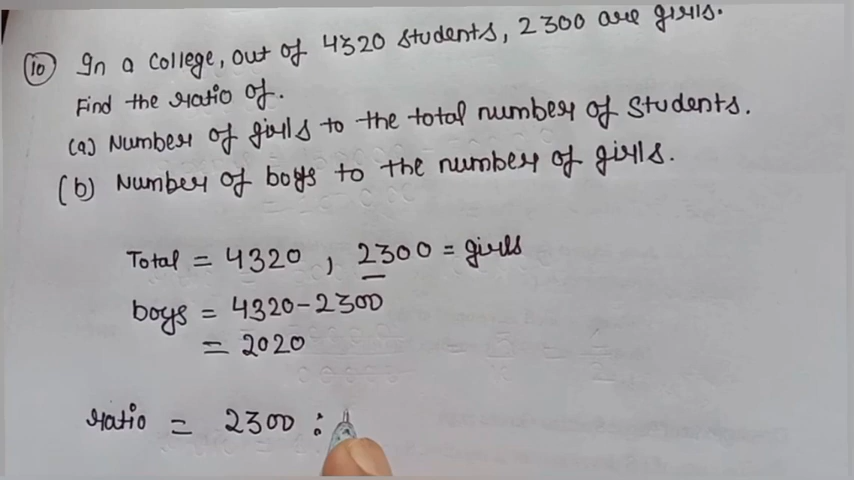 (10) In a college, out of 4320 students, 2300 are girls.
Find the ratio of.
(a) Number of girls to the total number of students.
(b) Number of boys to the number of girls.
Total = 4320 , 2300 = girls
boys = 4320-2300
= 2020
ratio = 2300 :